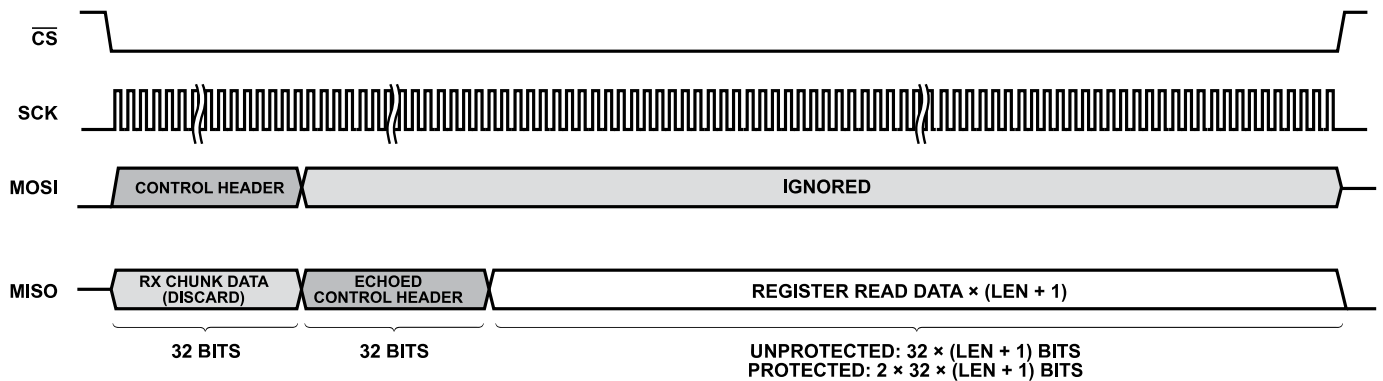 CS
SCK
MOSI
CONTROL HEADER
IGNORED
MISO
RX CHUNK DATA
(DISCARD)
ECHOED
CONTROL HEADER
REGISTER READ DATA × (LEN + 1)
32 BITS
32 BITS
UNPROTECTED: 32 × (LEN + 1) BITS
PROTECTED: 2 × 32 × (LEN + 1) BITS